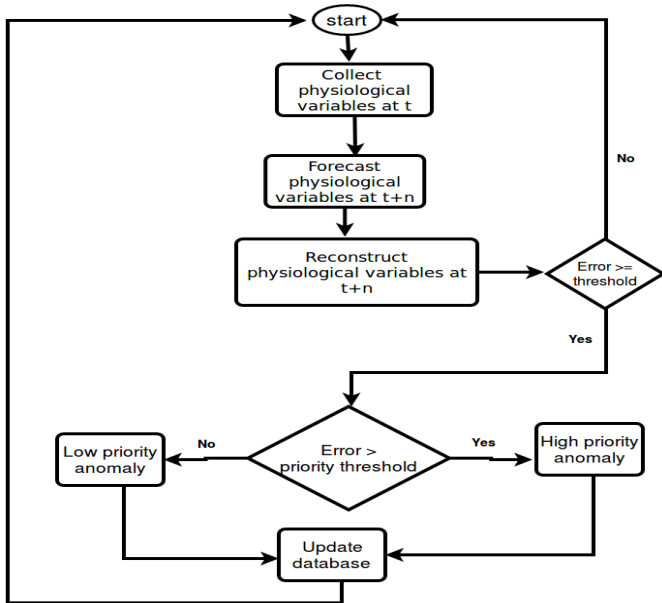 start
Collect
physiological
variables at t
Forecast
physiological
variables at t+n
Reconstruct
physiological variables at
t+n
Error >=
threshold
No
Yes
Error >
priority threshold
No
Yes
Low priority
anomaly
High priority
anomaly
Update
database